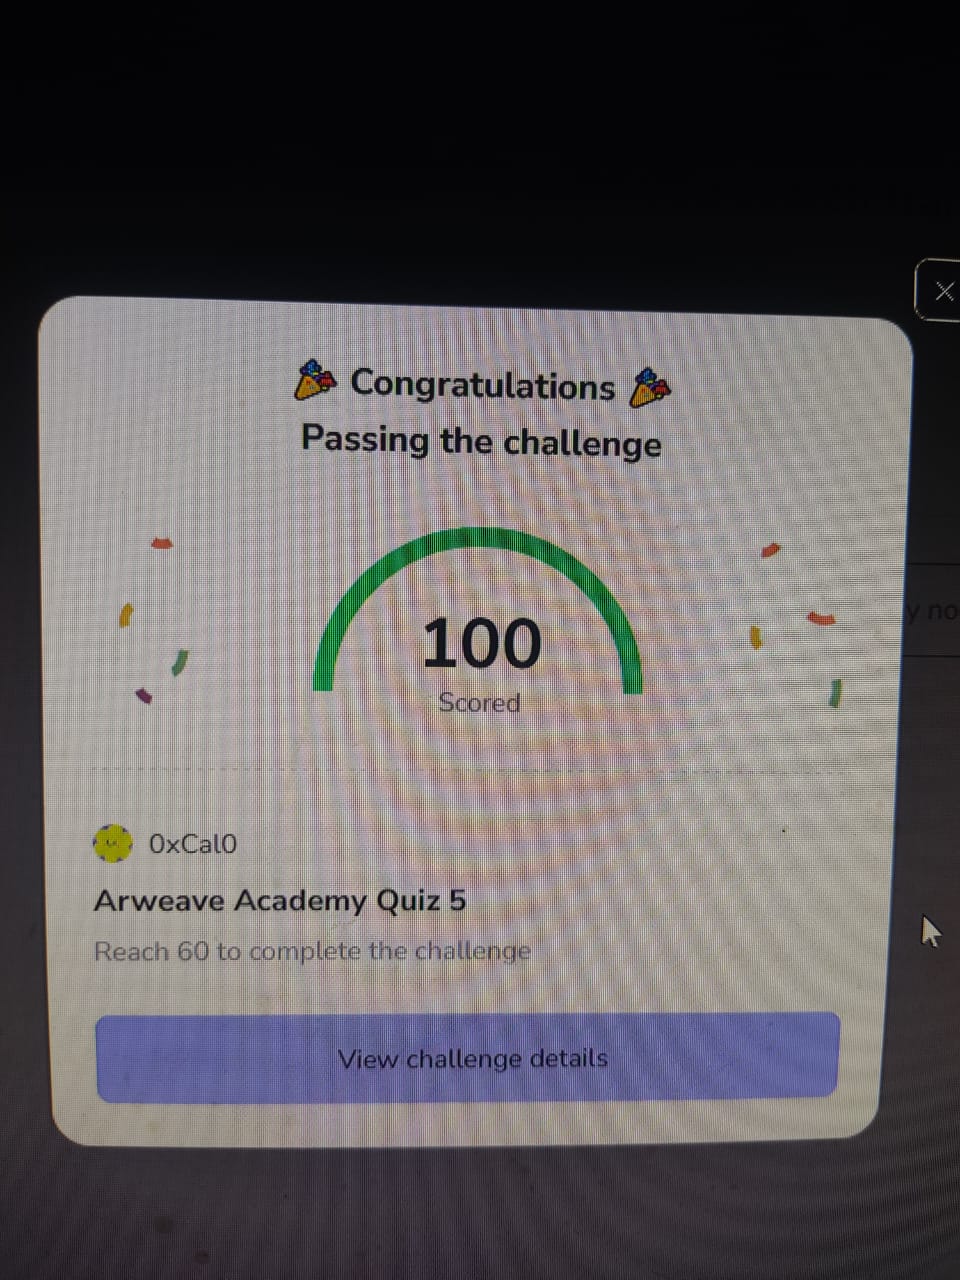 Congratulations
Passing the challenge
100
Scored
0xCal0
Arweave Academy Quiz 5
Reach 60 to complete the challenge
View challenge details
y no